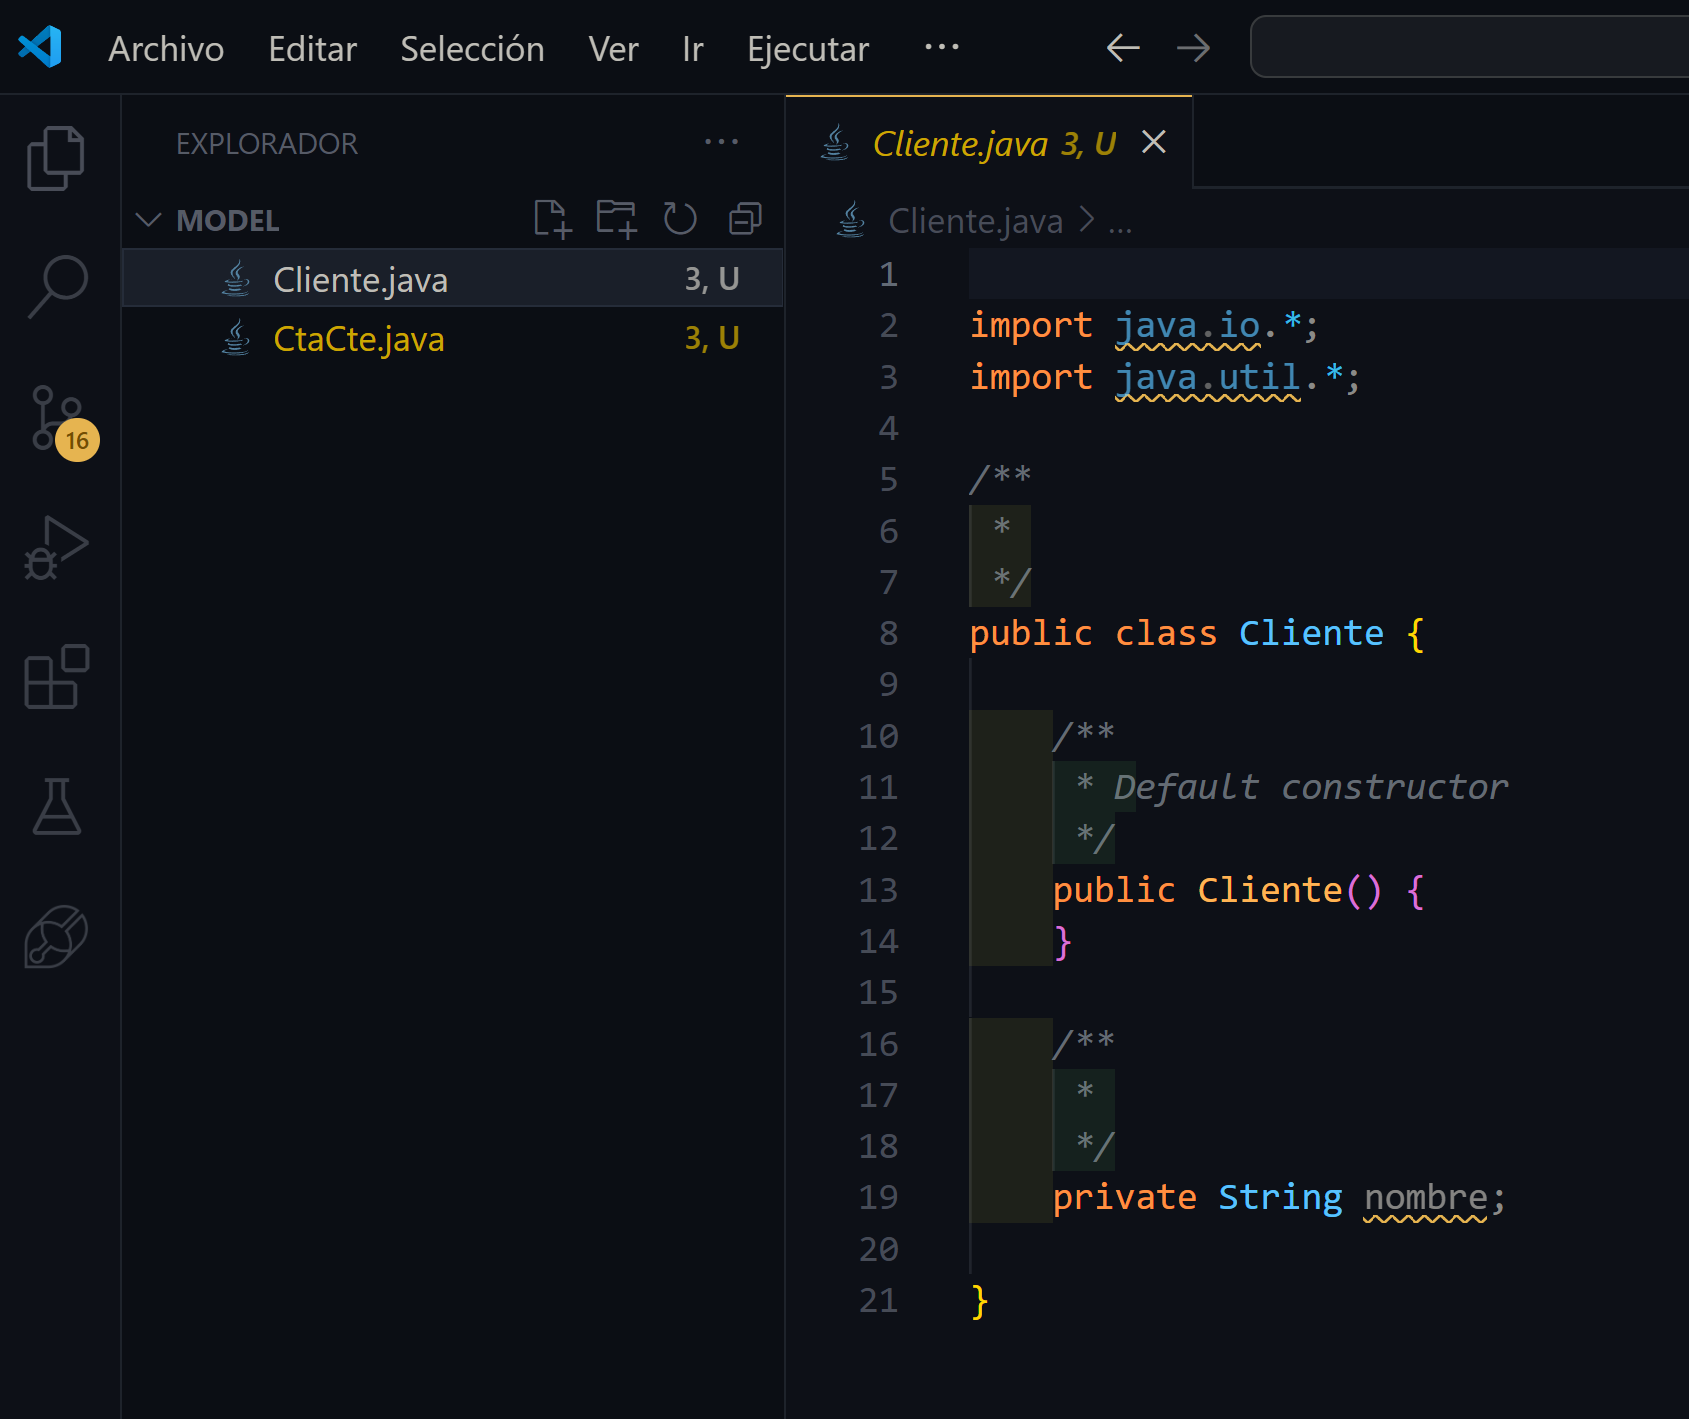 Archivo Editar Selección Ver Ir Ejecutar ...
EXPLORADOR ...
MODEL
Cliente.java 3, U
CtaCte.java 3, U
16
Cliente.java 3, U
Cliente.java > ...
1
2 import java.io.*;
3 import java.util.*;
4
5 /**
6 *
7 */
8 public class Cliente {
9
10 /**
11 * Default constructor
12 */
13 public Cliente() {
14 }
15
16 /**
17 *
18 */
19 private String nombre;
20
21 }